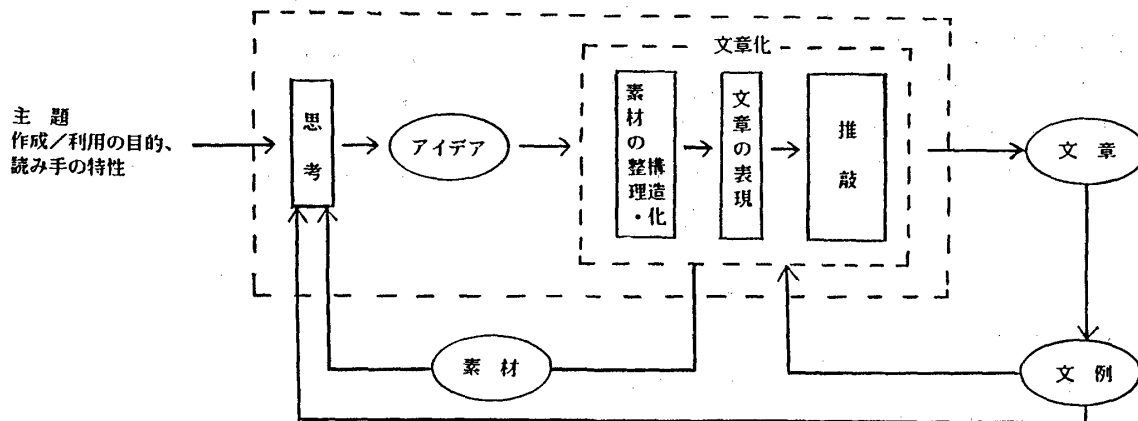 主 題
作成／利用の目的、
読み手の特性
思考
アイデア
文章化
素材の整理・構造化
文章の表現
推敲
文 章
素 材
文 例